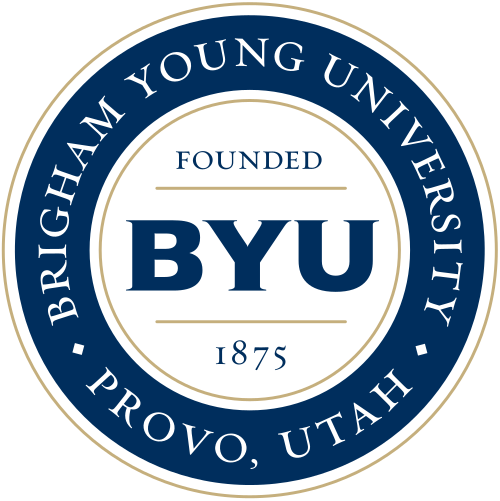 BRIGHAM YOUNG UNIVERSITY
FOUNDED
BYU
1875
PROVO, UTAH